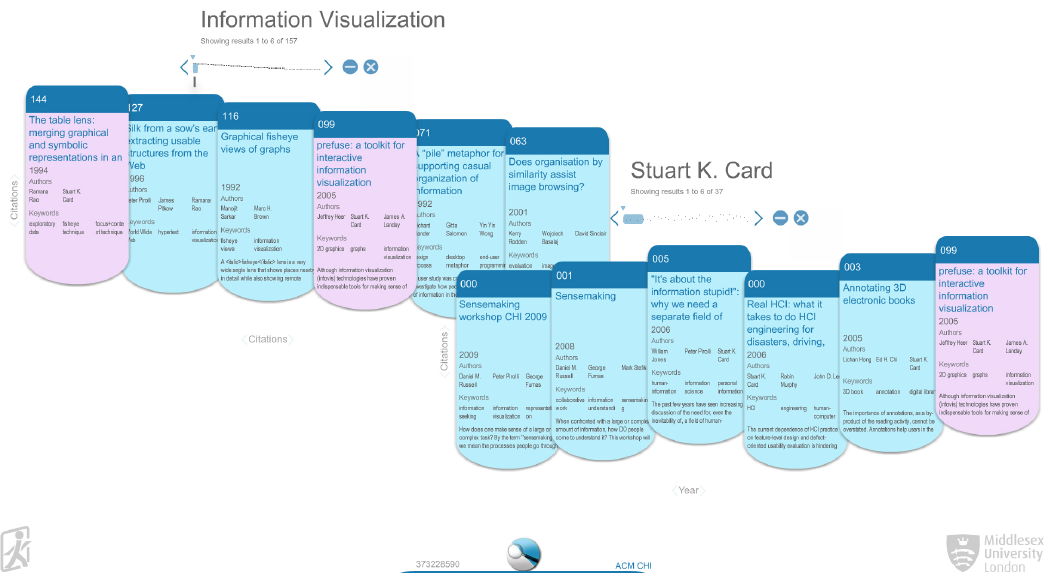 Information Visualization
Showing results 1 to 6 of 157
144
The table lens:
merging graphical
and symbolic
representations in an
1994
Authors
Ramana Rao
Stuart K. Card
Keywords
exploratory data
fisheye technique
focus+conte xt technique
127
Silk from a sow's ear
extracting usable
structures from the
Web
1996
Authors
Peter Pirolli
James Pitkow
Ramana Rao
Keywords
World Wide Web
hypertext
information visualizatio
116
Graphical fisheye
views of graphs
1992
Authors
Manojit Sarkar
Marc H. Brown
Keywords
fisheye views
information visualization
A <italic>fisheye</italic> lens is a very
wide angle lens that shows places nearb
in detail while also showing remote
099
prefuse: a toolkit for
interactive
information
visualization
2005
Authors
Jeffrey Heer
Stuart K. Card
James A. Landay
Keywords
2D graphics
graphs
information visualization
Although information visualization
(infovis) technologies have proven
indispensable tools for making sense of
071
A "pile" metaphor for
supporting casual
organization of
information
1992
Authors
Richard Mander
Gitta Salomon
Yin Yin Wong
Keywords
design process
desktop metaphor
end-user programmin
user study was
investigate how peo
of information in the
063
Does organisation by
similarity assist
image browsing?
2001
Authors
Kerry Rodden
Wojciech Basalaj
David Sinclair
Keywords
evaluation
image
Citations
Citations
Stuart K. Card
Showing results 1 to 6 of 37
000
Sensemaking
workshop CHI 2009
2009
Authors
Daniel M. Russell
Peter Pirolli
George Furnas
Keywords
information seeking
information visualization
representati on
How does can make sense of a large or
complex task? By the term "sensemaking,
we mean the processes people go through
001
Sensemaking
2008
Authors
Daniel M. Russell
George Furnas
Mark Stefik
Keywords
collaborative work
information understandi
sensemakin g
When confronted with a large or complex
amount of information, how DO people
come to understand it? This workshop will
005
"It's about the
information stupid!":
why we need a
separate field of
2006
Authors
William Jones
Peter Pirolli
Stuart K. Card
Keywords
human-information
information science
personal information
The past few years have seen increasing
discussion of the need for, even the
inevitability of, a field of human-
000
Real HCI: what it
takes to do HCI
engineering for
disasters, driving,
2006
Authors
Stuart K. Card
Robin Murphy
John D. Le
Keywords
HCI
engineering
human-computer
The current dependence of HCI practice
on feature-level design and defect-
oriented usability evaluation is hindering
003
Annotating 3D
electronic books
2005
Authors
Lichan Hong
Ed H. Chi
Stuart K. Card
Keywords
3D book
annotation
digital librar
The importance of annotations, as a by-
product of the reading activity, cannot be
overstated. Annotations help users in the
099
prefuse: a toolkit for
interactive
information
visualization
2005
Authors
Jeffrey Heer
Stuart K. Card
James A. Landay
Keywords
2D graphics
graphs
information visualization
Although information visualization
(infovis) technologies have proven
indispensable tools for making sense of
Citations
Year
373228590
ACM CHI
Middlesex
University
London